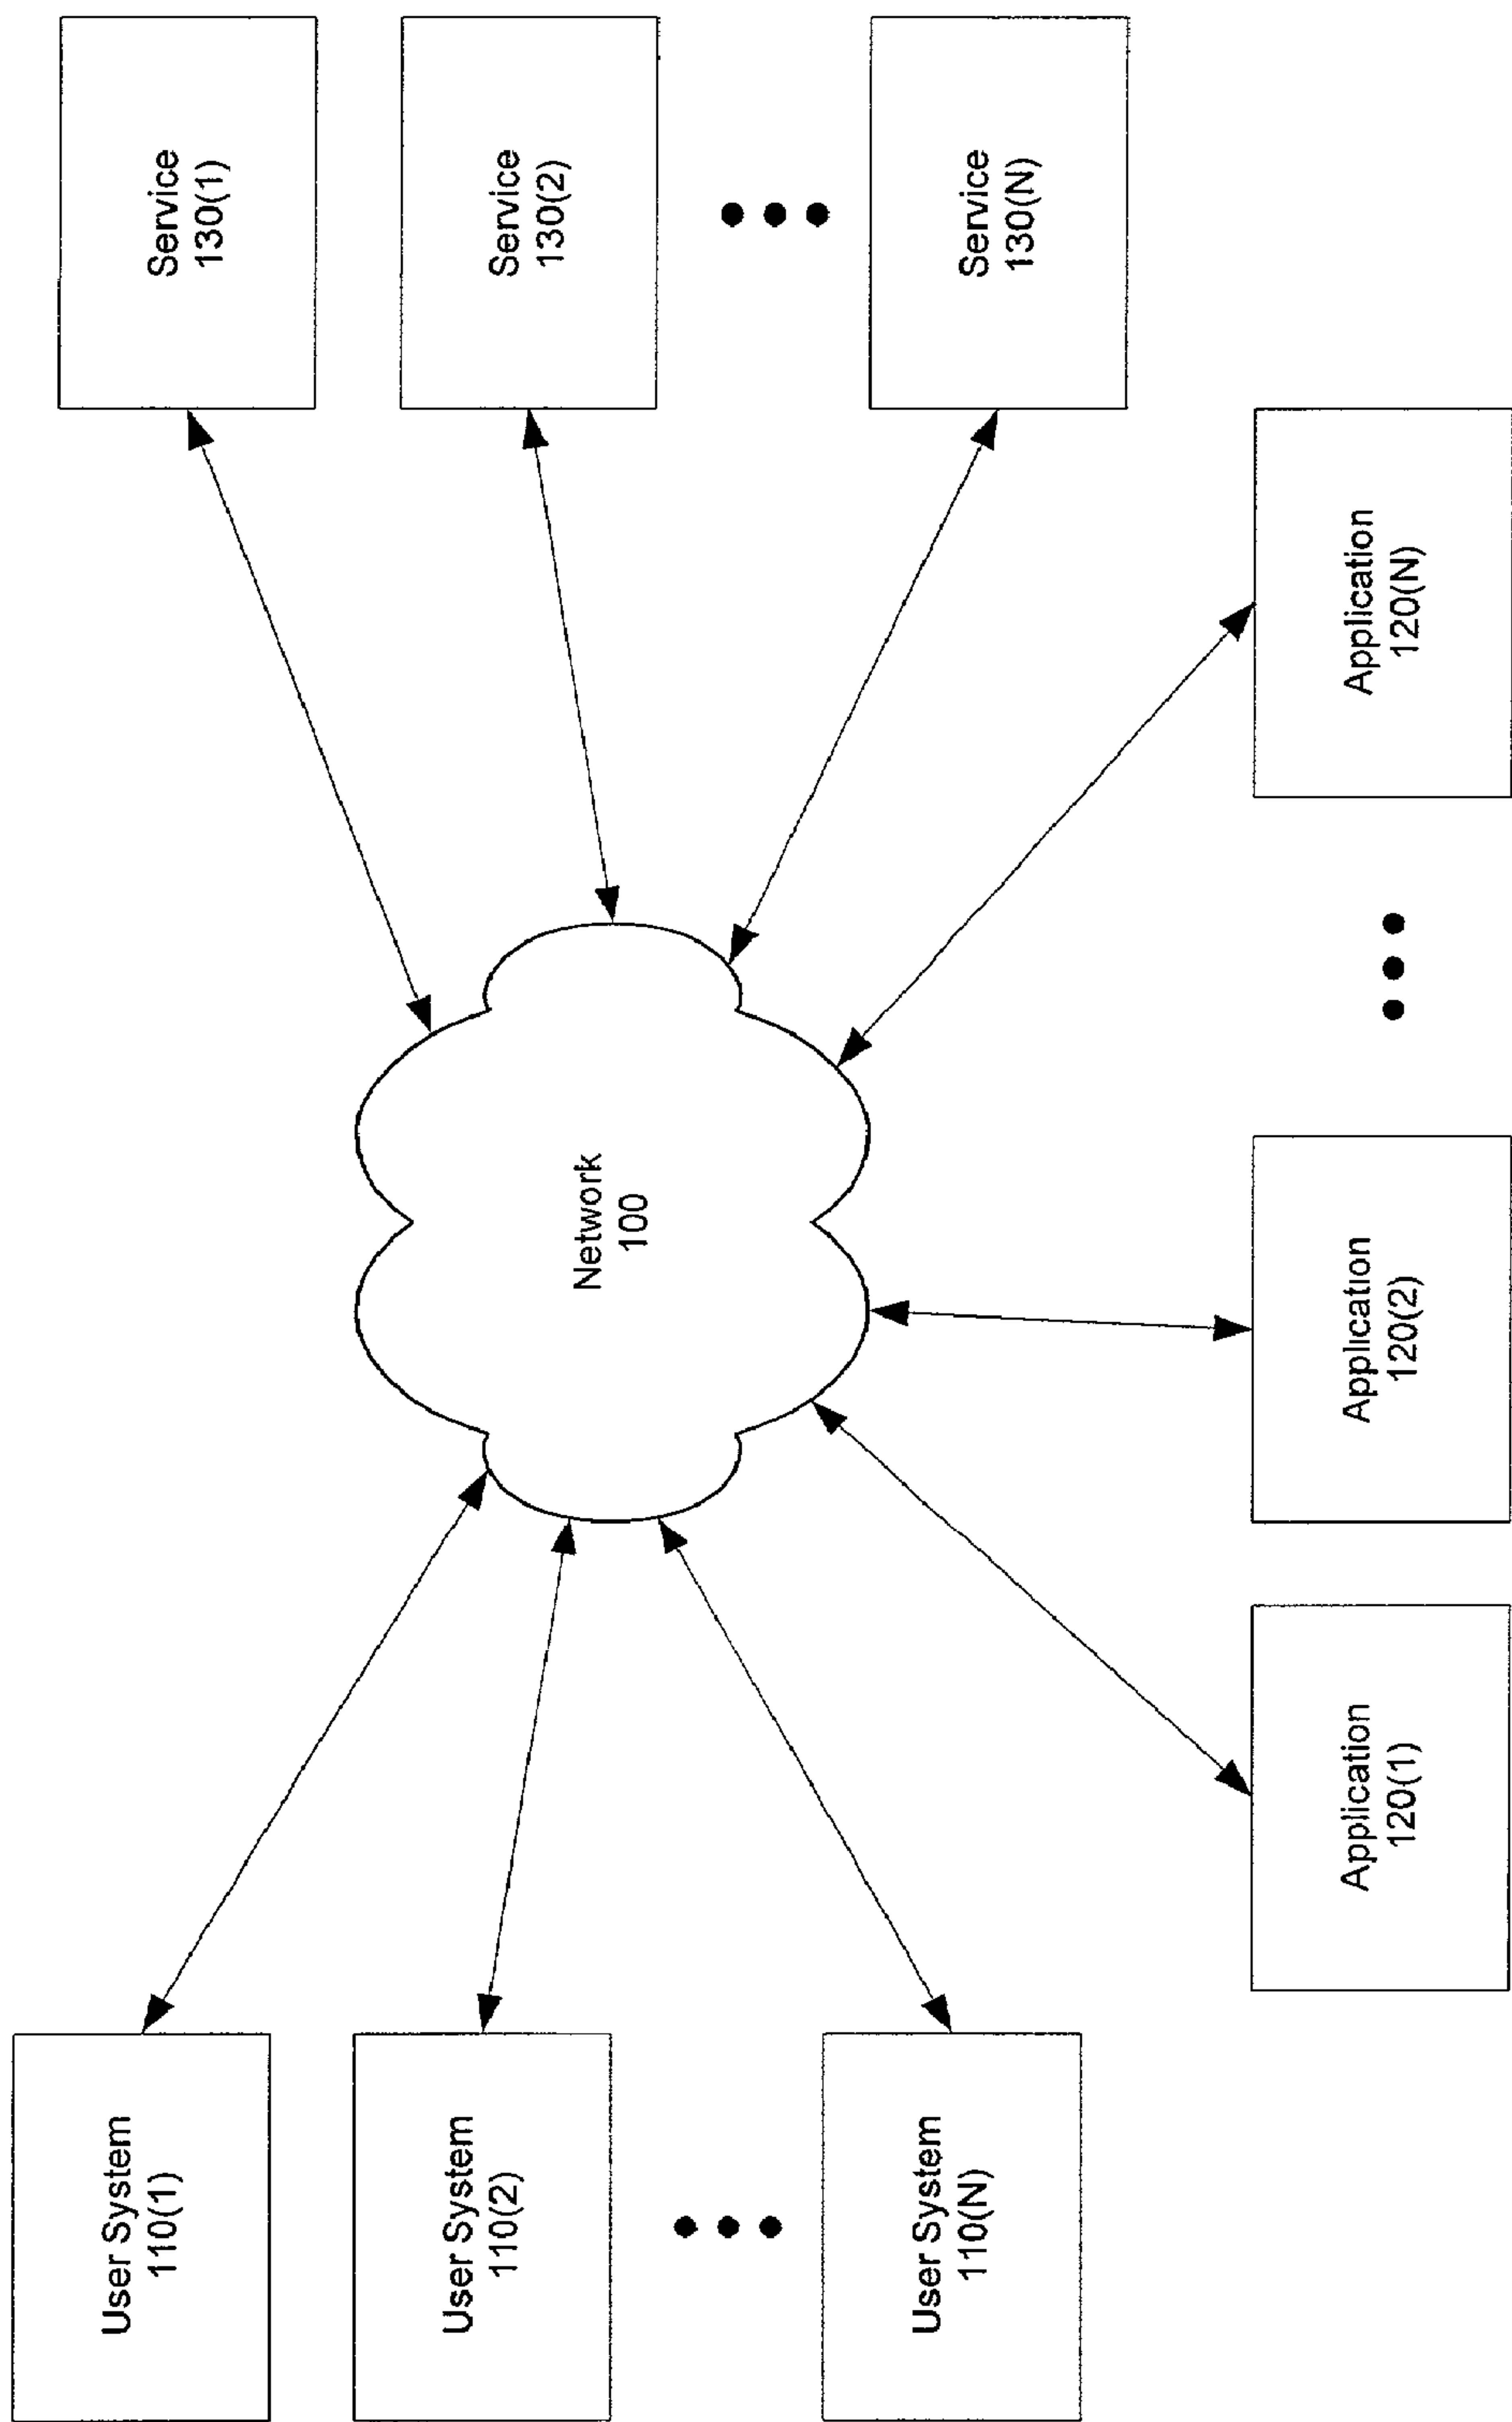 User System
110(1)
User System
110(2)
User System
110(N)
Network
100
Service
130(1)
Service
130(2)
Service
130(N)
Application
120(1)
Application
120(2)
Application
120(N)